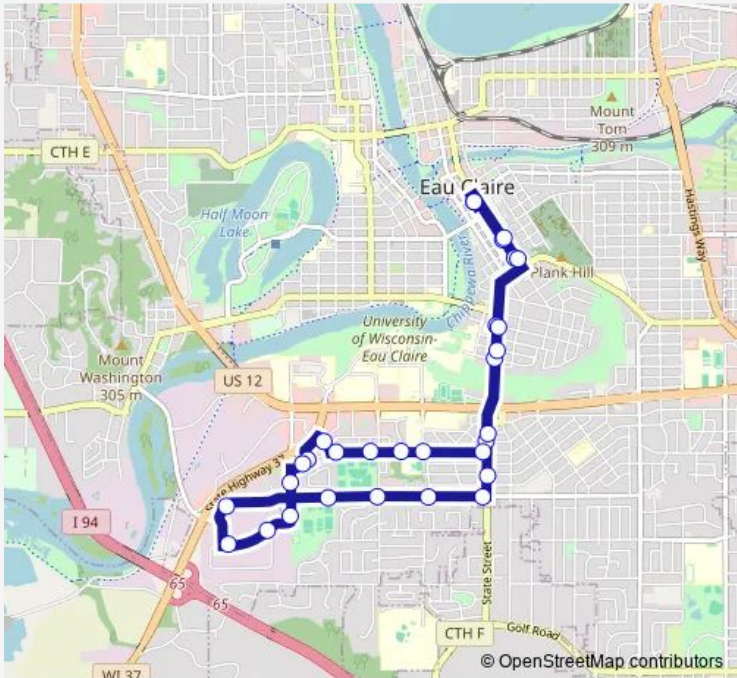 Mount
Tom
309 m
CTH E
Eau Claire
Half Moon
Lake
Hastings Way
Plank Hill
Chippewa River
University
of Wisconsin-
Eau Claire
Mount
Washington
305 m
US 12
State Highway 37
I 94
65
65
State Street
CTH F
Golf Road
WI 37
© OpenStreetMap contributors